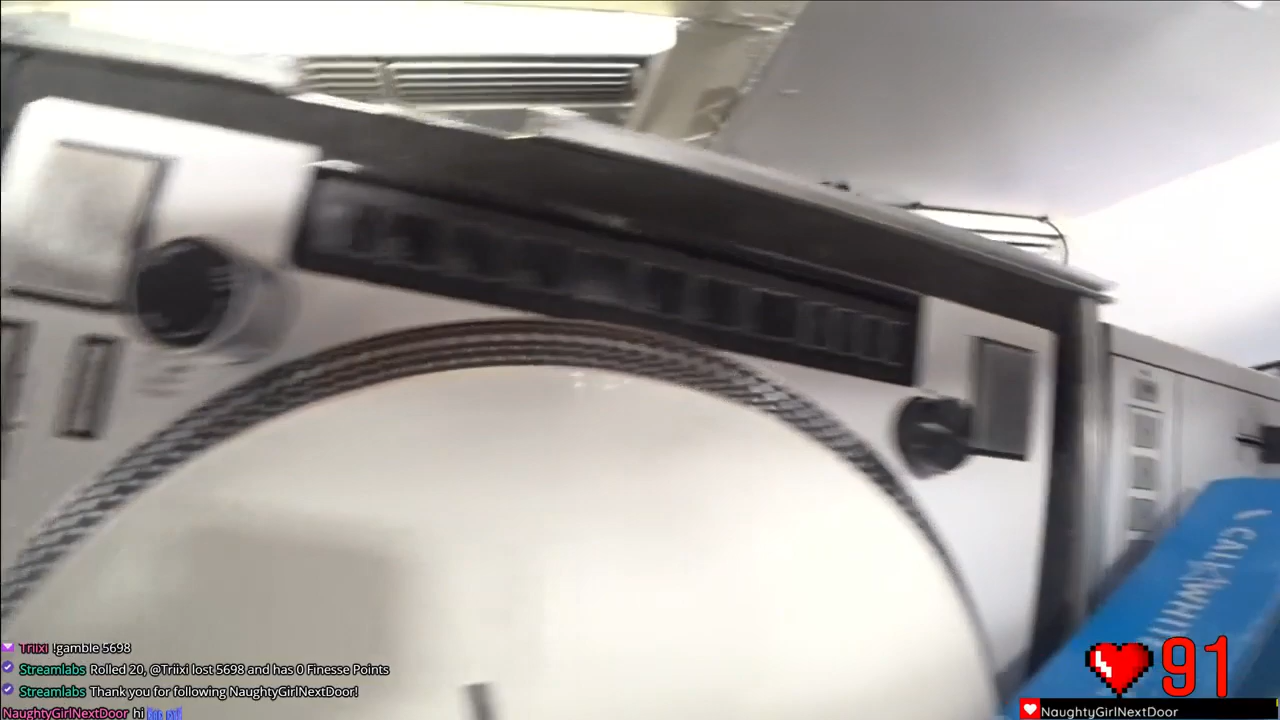 Triixi !gamble 5698
Streamlabs Rolled 20, @Triixi lost 5698 and has 0 Finesse Points
Streamlabs Thank you for following NaughtyGirlNextDoor!
NaughtyGirlNextDoor hi
91
NaughtyGirlNextDoor